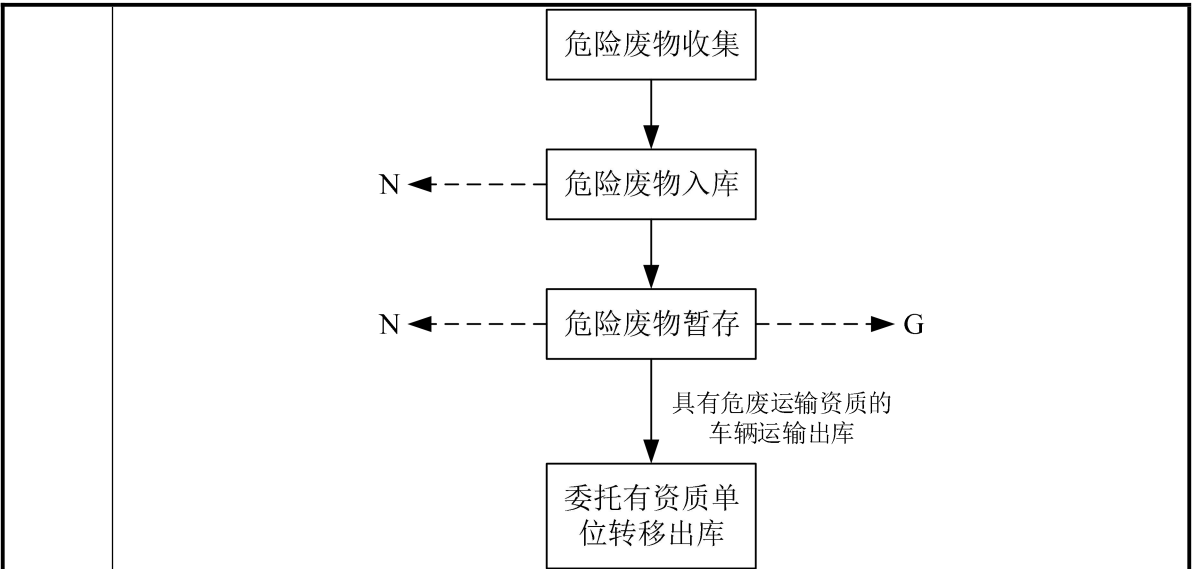 危险废物收集
N
危险废物入库
N
危险废物暂存
G
具有危废运输资质的
车辆运输出库
委托有资质单
位转移出库